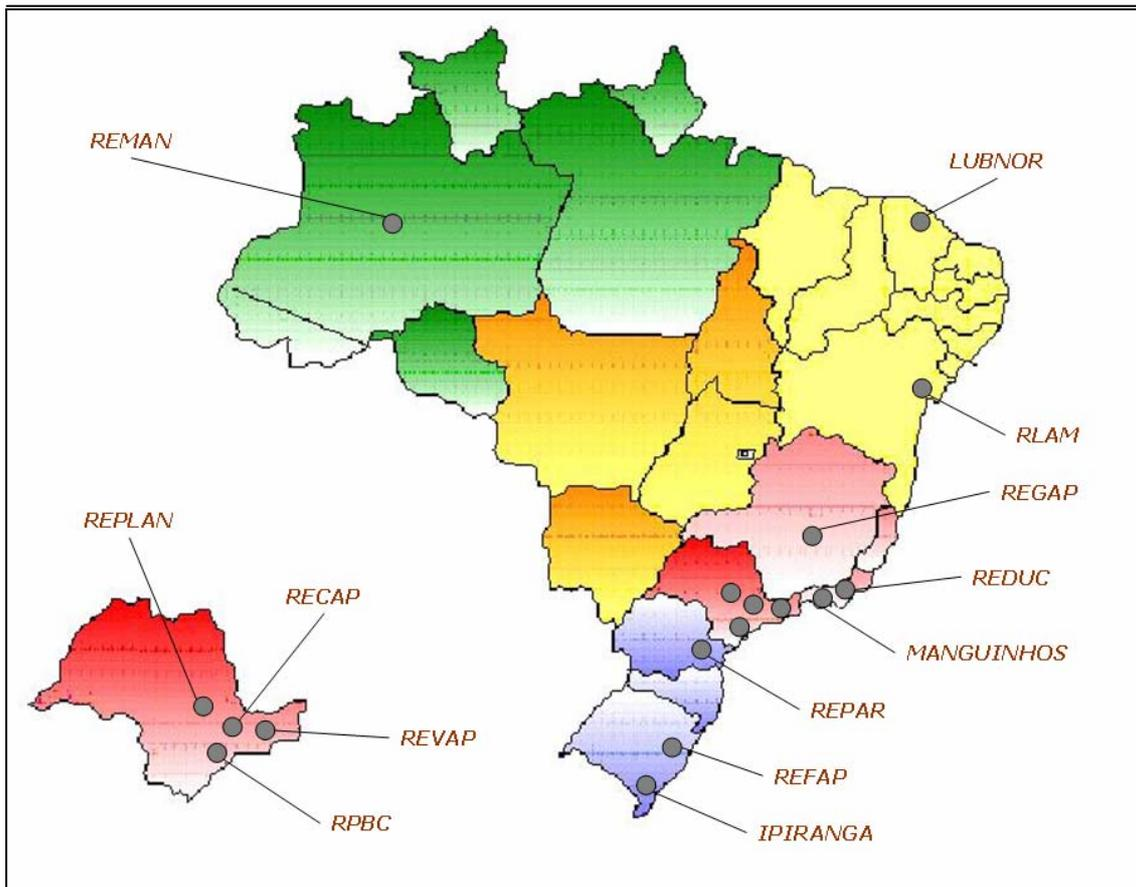 REMAN
LUBNOR
RLAM
REGAP
REPLAN
RECAP
REDUC
MANGUINHOS
REPAR
REVAP
REFAP
RPBC
IPIRANGA